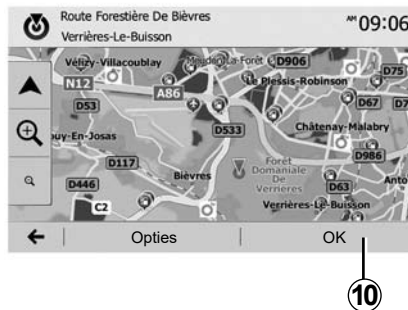 Route Forestière De Bièvres
Verrières-Le-Buisson
AM 09:06
Vélizy-Villacoublay
Meudon-La-Forêt
D906
Le Plessis-Robinson
D75
N12
A86
D53
D67
D533
Châtenay-Malabry
Jouy-En-Josas
D986
D117
Bièvres
Forêt
Domaniale
De
Verrières
D446
D63
Anto
C2
Verrières-Le-Buisson
Opties
OK
10